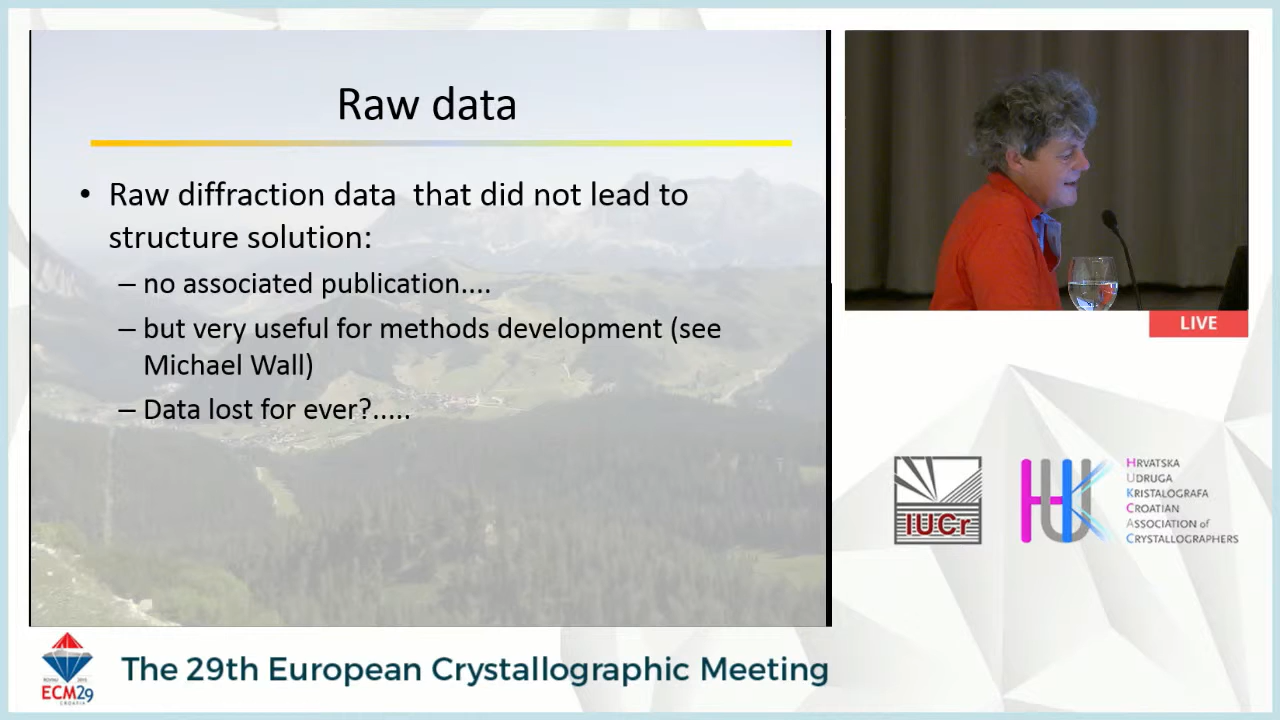 Raw data
• Raw diffraction data that did not lead to
structure solution:
– no associated publication....
– but very useful for methods development (see
Michael Wall)
– Data lost for ever?.....
LIVE
IUCr
HUK
HRVATSKA
UDRUGA
KRISTALOGRAFA
CROATIAN
ASSOCIATION of
CRYSTALLOGRAPHERS
ECM29
CROATIA
The 29th European Crystallographic Meeting